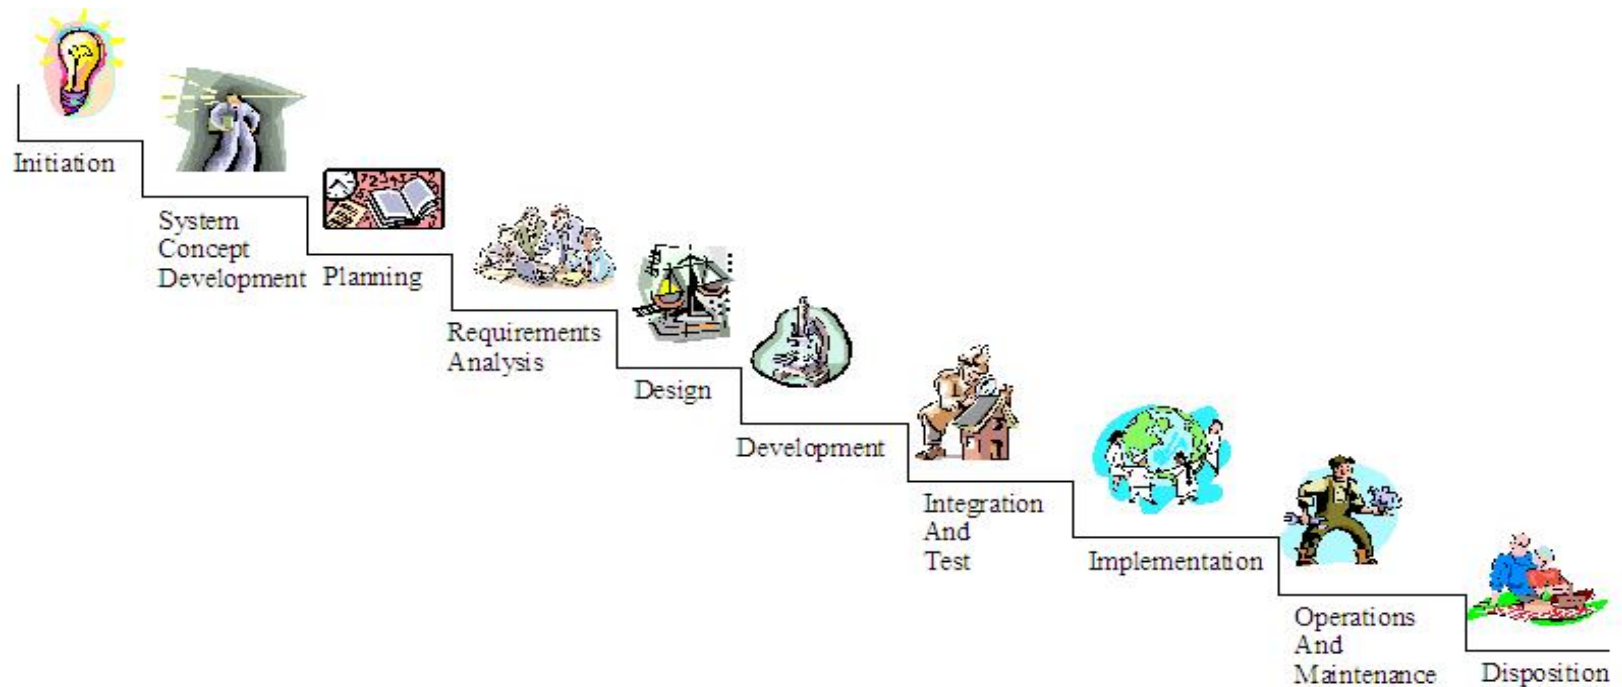 Initiation
System
Concept
Development
Planning
Requirements
Analysis
Design
Development
Integration
And
Test
Implementation
Operations
And
Maintenance
Disposition